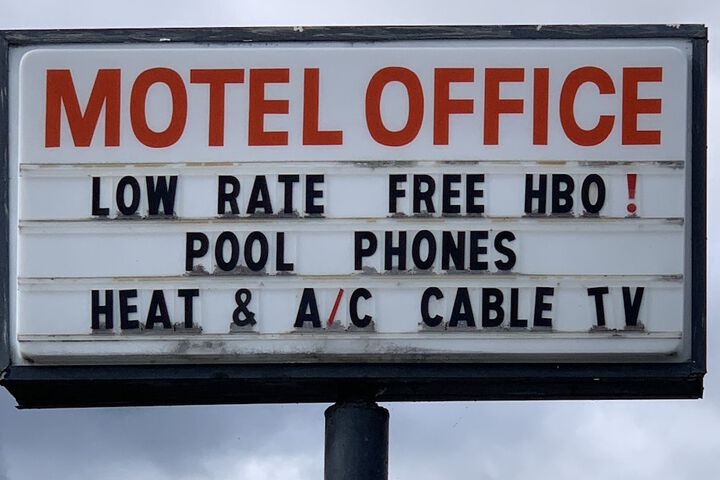 MOTEL OFFICE
LOW RATE FREE HBO!
POOL PHONES
HEAT & A/C CABLE TV